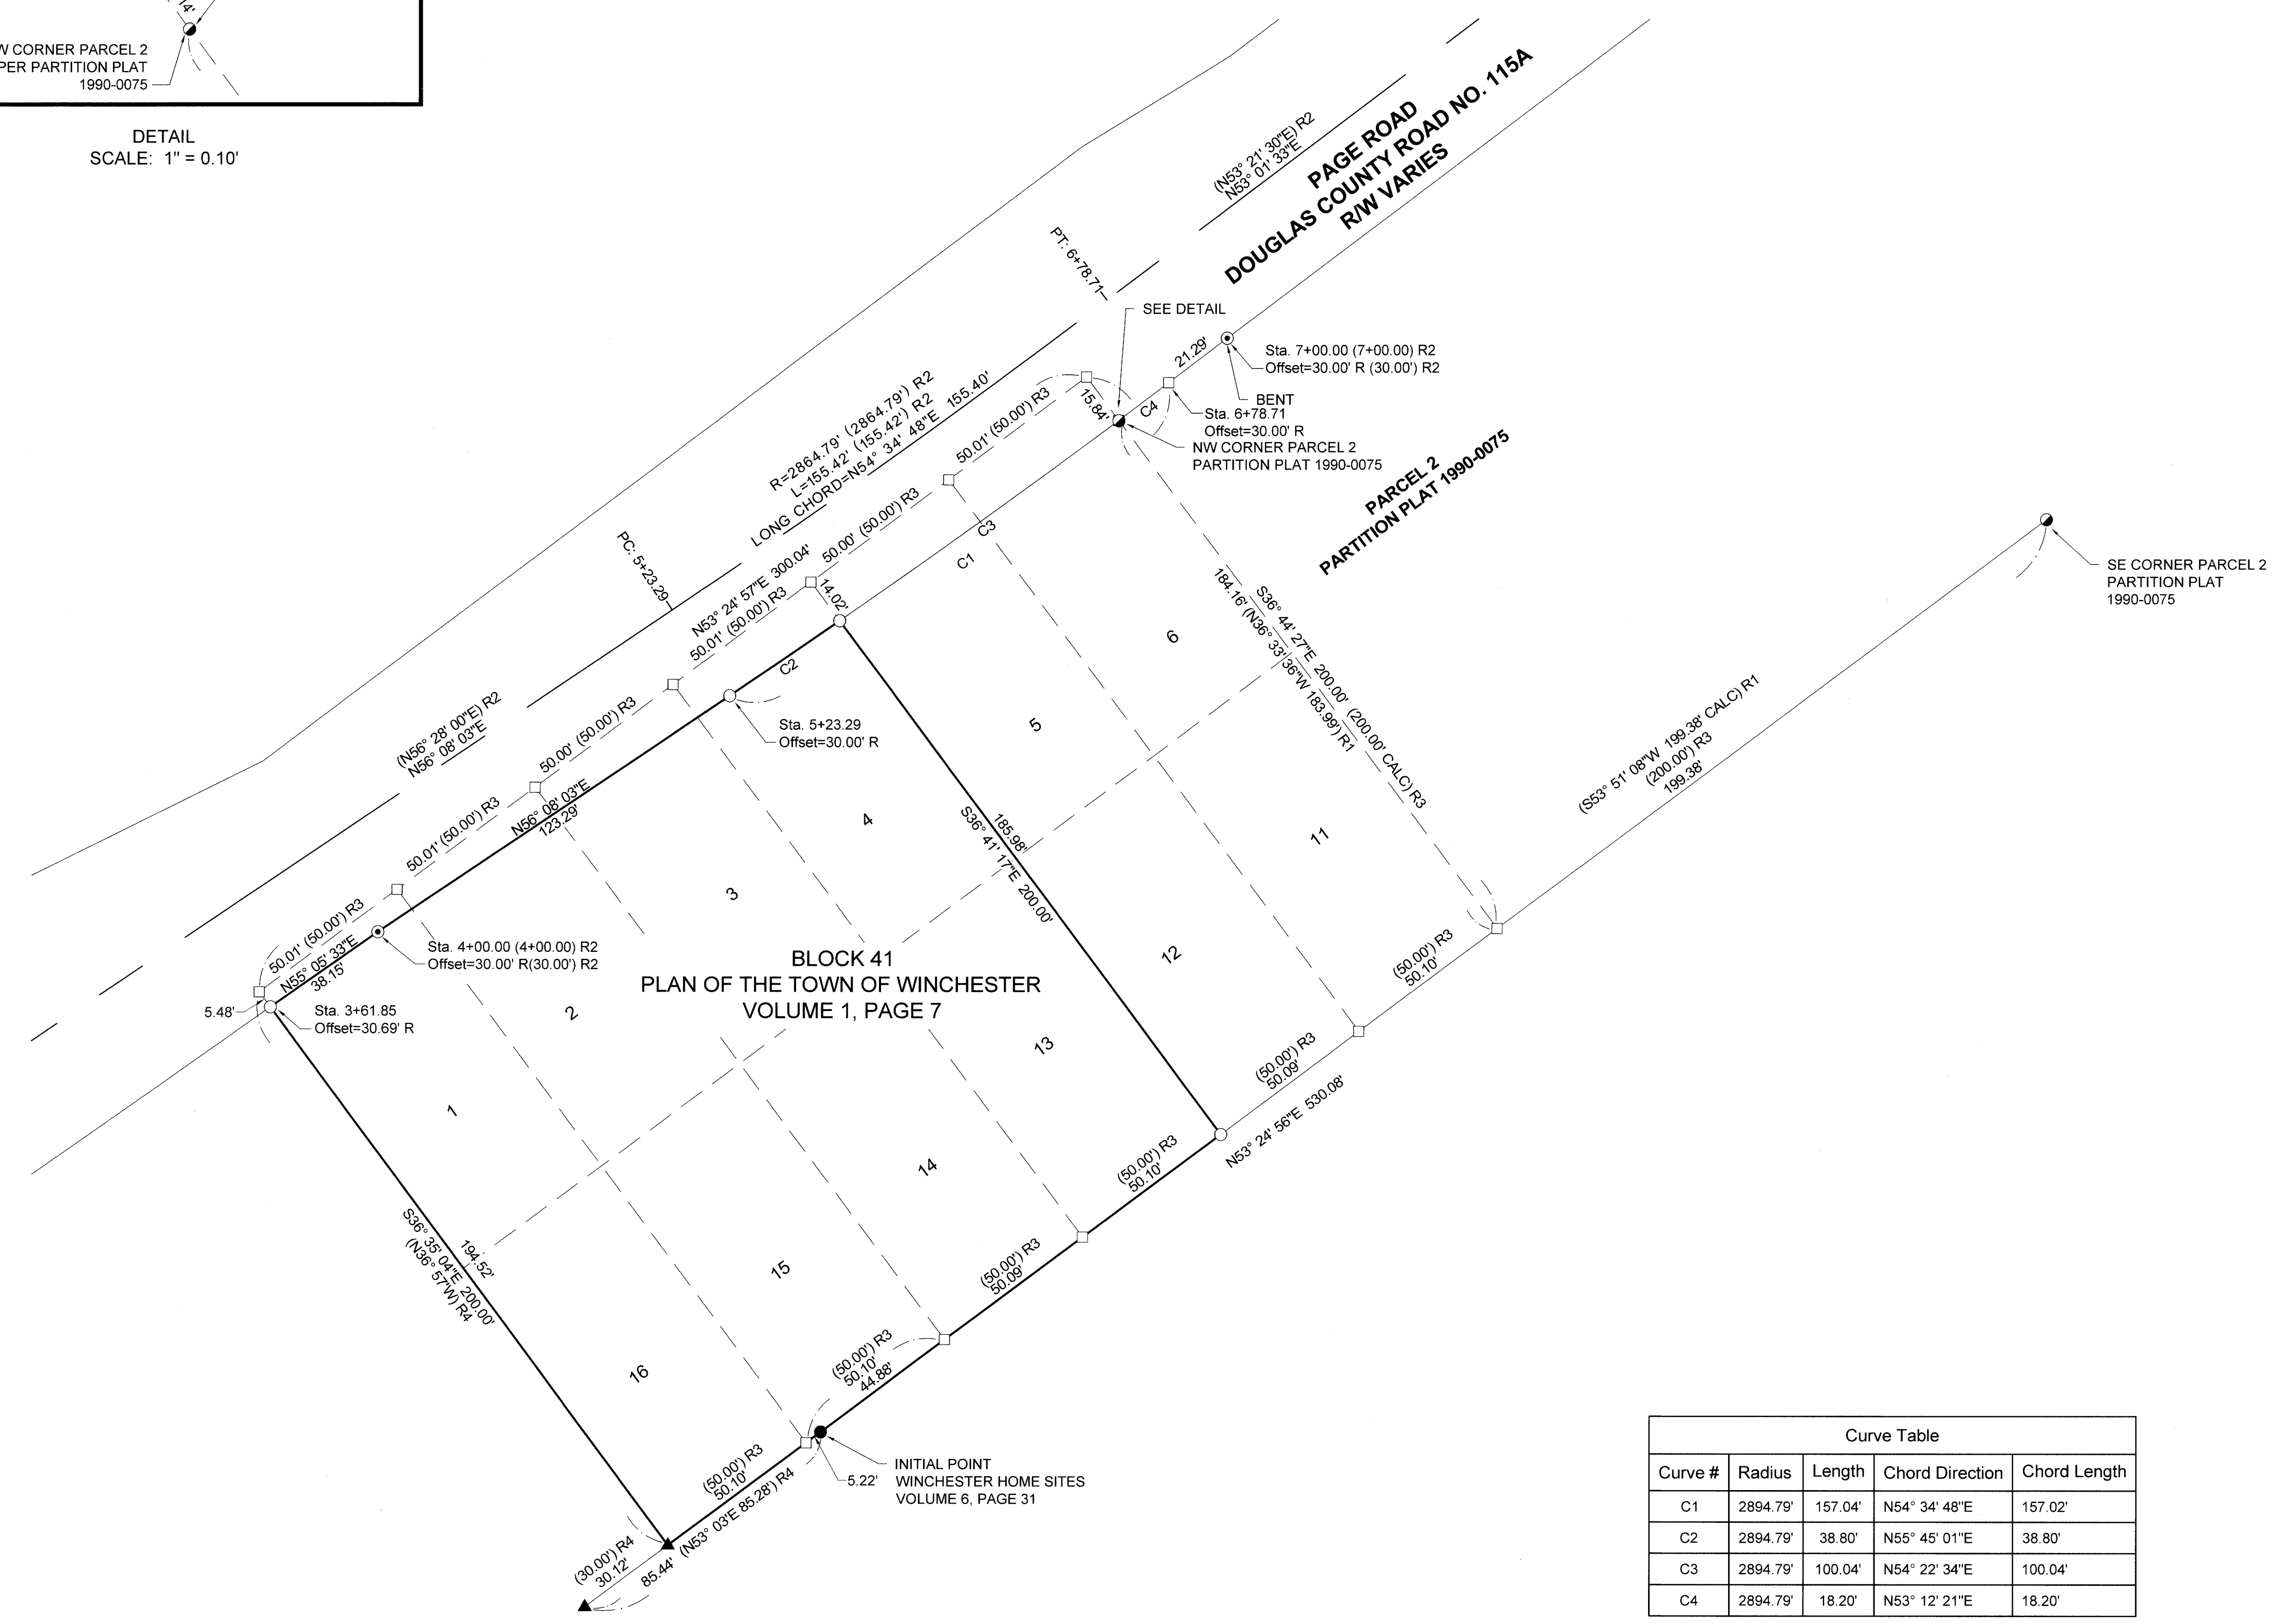 14'
W CORNER PARCEL 2
PER PARTITION PLAT
1990-0075
DETAIL
SCALE: 1" = 0.10'
(N53° 21' 30"E) R2
N53° 01' 33"E
PAGE ROAD
DOUGLAS COUNTY ROAD NO. 115A
R/W VARIES
PT: 6+78.71
SEE DETAIL
21.29'
Sta. 7+00.00 (7+00.00) R2
Offset=30.00' R (30.00') R2
BENT
C4
Sta. 6+78.71
Offset=30.00' R
NW CORNER PARCEL 2
PARTITION PLAT 1990-0075
15.84'
R=2864.79' (2864.79') R2
L=155.42' (155.42') R2
LONG CHORD=N54° 34' 48"E 155.40'
50.01' (50.00') R3
50.00' (50.00') R3
C3
C1
PARCEL 2
PARTITION PLAT 1990-0075
SE CORNER PARCEL 2
PARTITION PLAT
1990-0075
PC: 5+23.29
N53° 24' 57"E 300.04'
50.01' (50.00') R3
14.02'
C2
6
S36° 44' 27"E 200.00' (200.00' CALC) R3
184.16' (N36° 33' 36"W 183.99') R1
(N56° 28' 00"E) R2
N56° 08' 03"E
50.00' (50.00') R3
Sta. 5+23.29
Offset=30.00' R
5
(S53° 51' 08"W 199.38' CALC) R1
(200.00') R3
199.38'
50.01' (50.00') R3
N56° 08' 03"E
123.29'
4
185.98'
S36° 41' 17"E 200.00'
11
3
50.01' (50.00') R3
N55° 05' 33"E
38.15'
Sta. 4+00.00 (4+00.00) R2
Offset=30.00' R(30.00') R2
BLOCK 41
PLAN OF THE TOWN OF WINCHESTER
VOLUME 1, PAGE 7
12
(50.00') R3
50.10'
5.48'
Sta. 3+61.85
Offset=30.69' R
2
13
(50.00') R3
50.09'
1
N53° 24' 56"E 530.08'
14
(50.00') R3
50.10'
S36° 35' 04"E 200.00'
(N36° 57'W) R4
194.52'
15
(50.00') R3
50.09'
16
(50.00') R3
50.10'
44.88'
(50.00') R3
50.10'
5.22'
INITIAL POINT
WINCHESTER HOME SITES
VOLUME 6, PAGE 31
(N53° 03'E 85.28') R4
85.44'
(30.00') R4
30.12'
Curve Table
Curve # Radius Length Chord Direction Chord Length
C1 2894.79' 157.04' N54° 34' 48"E 157.02'
C2 2894.79' 38.80' N55° 45' 01"E 38.80'
C3 2894.79' 100.04' N54° 22' 34"E 100.04'
C4 2894.79' 18.20' N53° 12' 21"E 18.20'